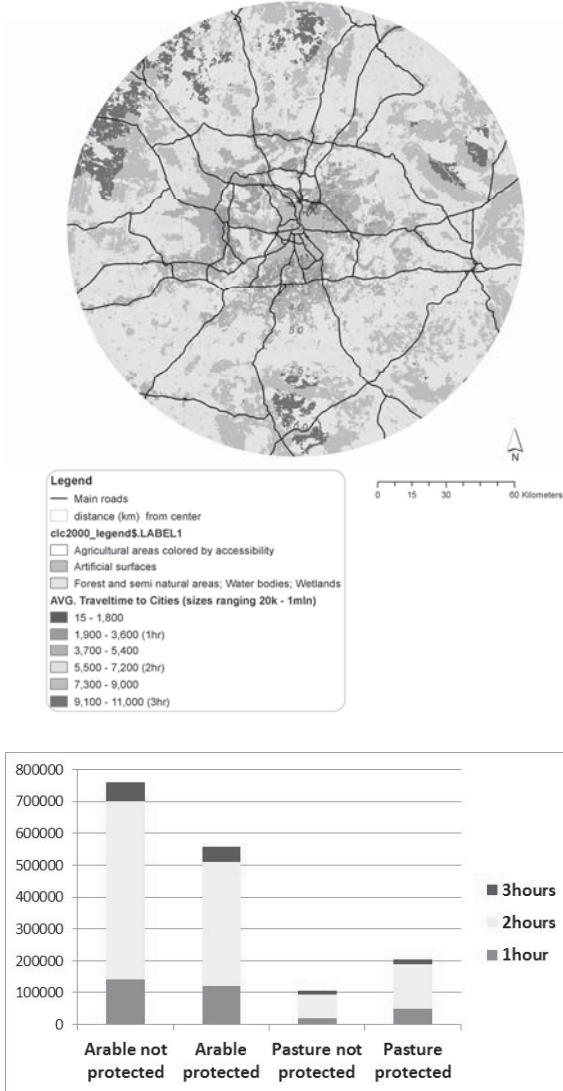 50
N
Legend
Main roads
distance (km) from center
clc2000_legend$.LABEL1
Agricultural areas colored by accessibility
Artificial surfaces
Forest and semi natural areas; Water bodies; Wetlands
AVG. Traveltime to Cities (sizes ranging 20k - 1mln)
15 - 1,800
1,900 - 3,600 (1hr)
3,700 - 5,400
5,500 - 7,200 (2hr)
7,300 - 9,000
9,100 - 11,000 (3hr)
0 15 30 60 Kilometers
800000
700000
600000
500000
400000
300000
200000
100000
0
3hours
2hours
1hour
Arable not protected
Arable protected
Pasture not protected
Pasture protected